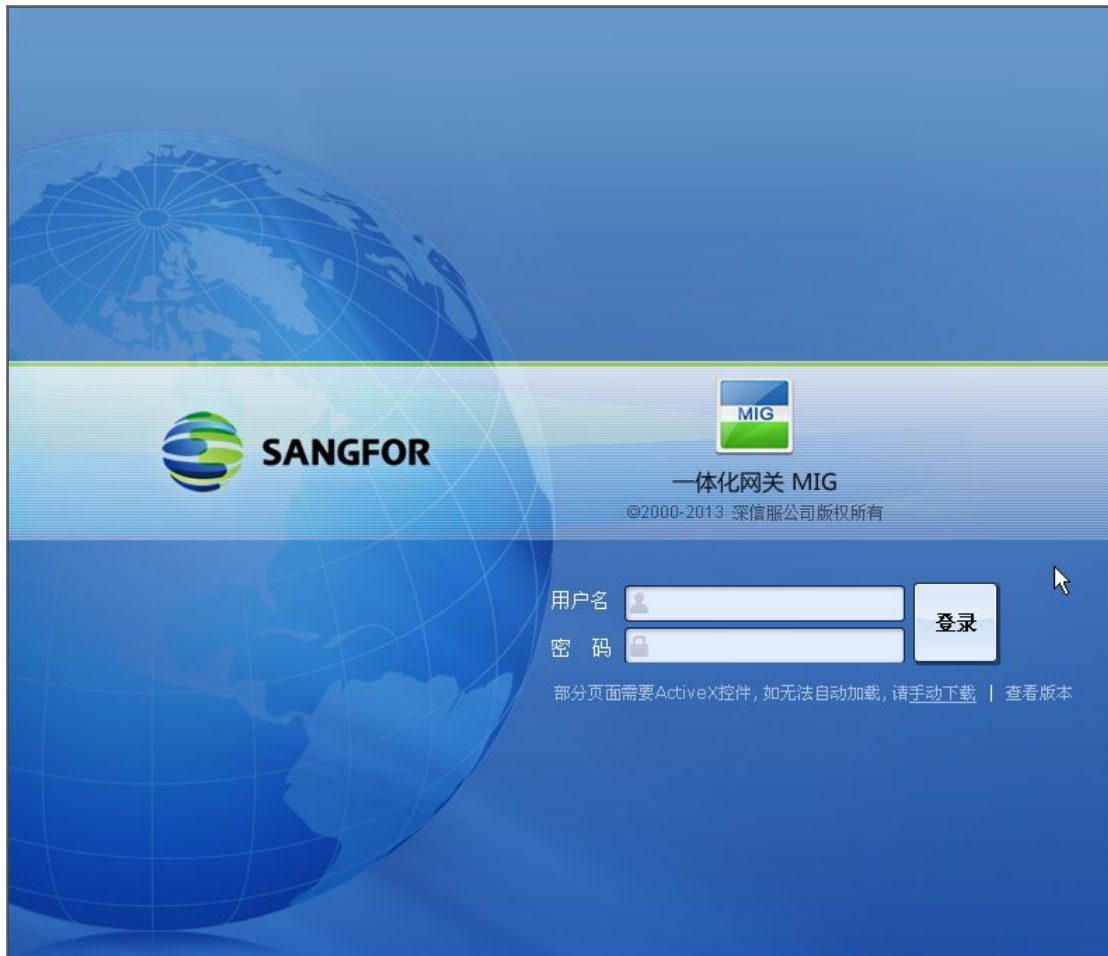 SANGFOR
MIG
一体化网关 MIG
©2000-2013 深信服公司版权所有
用户名
登录
密 码
部分页面需要ActiveX控件, 如无法自动加载, 请手动下载 | 查看版本